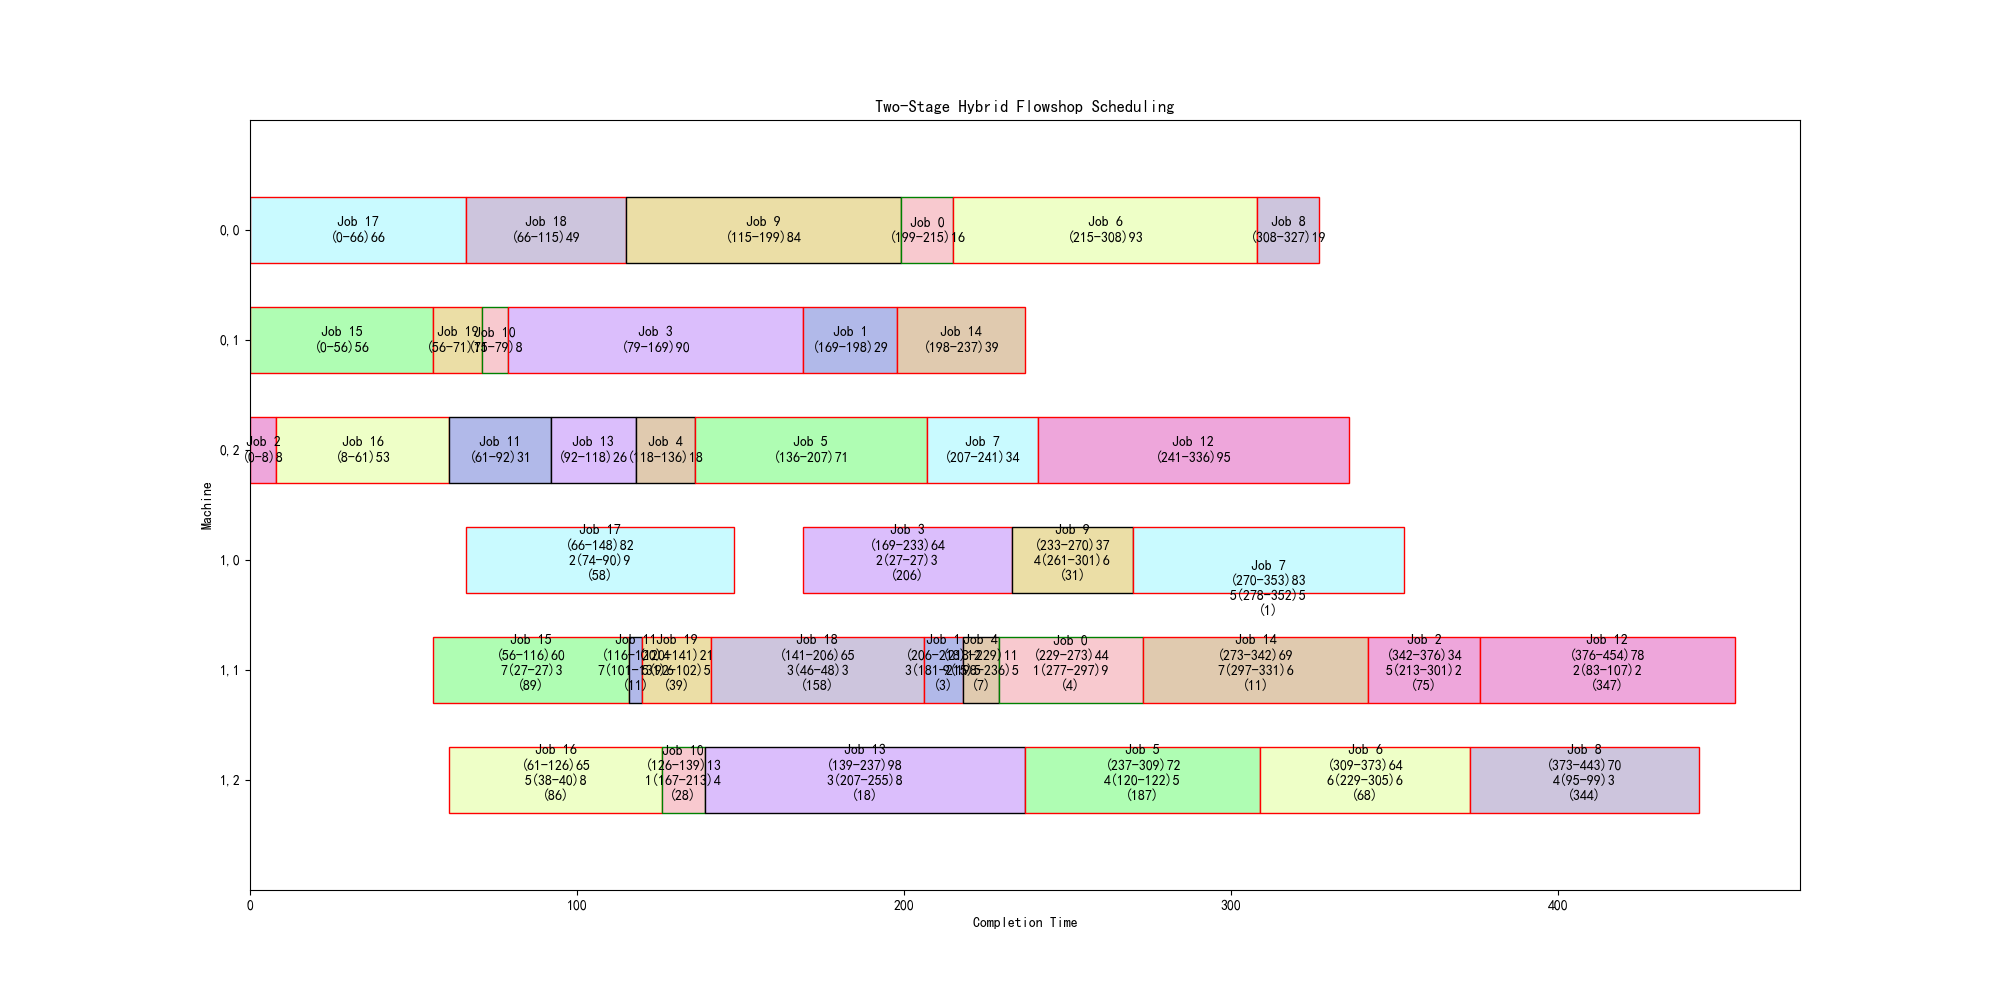 Two-Stage Hybrid Flowshop Scheduling
0,0
Job 17
(0-66)66
Job 18
(66-115)49
Job 9
(115-199)84
Job 0
(199-215)16
Job 6
(215-308)93
Job 8
(308-327)19
0,1
Job 15
(0-56)56
Job 19
(56-71)15
Job 10
(71-79)8
Job 3
(79-169)90
Job 1
(169-198)29
Job 14
(198-237)39
0,2
Job 2
(0-8)8
Job 16
(8-61)53
Job 11
(61-92)31
Job 13
(92-118)26
Job 4
(118-136)18
Job 5
(136-207)71
Job 7
(207-241)34
Job 12
(241-336)95
Machine
1,0
Job 17
(66-148)82
2(74-90)9
(58)
Job 3
(169-233)64
2(27-27)3
(206)
Job 9
(233-270)37
4(261-301)6
(31)
Job 7
(270-353)83
5(278-352)5
(1)
1,1
Job 15
(56-116)60
7(27-27)3
(89)
Job 11
(116-120)4
(11)
Job 19
(120-141)21
(39)
Job 18
(141-206)65
3(46-48)3
(158)
Job 1
(206-218)12
(3)
Job 4
(218-229)11
(7)
Job 0
(229-273)44
1(277-297)9
(4)
Job 14
(273-342)69
7(297-331)6
(11)
Job 2
(342-376)34
5(213-301)2
(75)
Job 12
(376-454)78
2(83-107)2
(347)
1,2
Job 16
(61-126)65
5(38-40)8
(86)
Job 10
(126-139)13
1(167-213)4
(28)
Job 13
(139-237)98
3(207-255)8
(18)
Job 5
(237-309)72
4(120-122)5
(187)
Job 6
(309-373)64
6(229-305)6
(68)
Job 8
(373-443)70
4(95-99)3
(344)
0
100
200
300
400
Completion Time